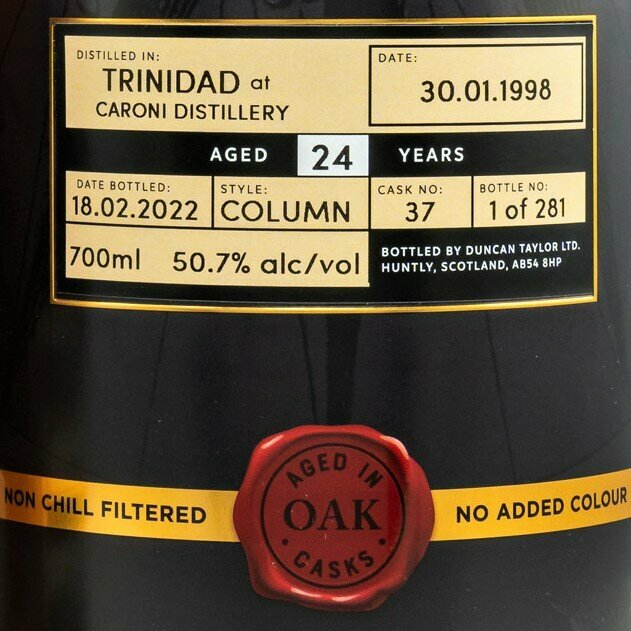 DISTILLED IN:
TRINIDAD at
CARONI DISTILLERY
DATE:
30.01.1998
AGED 24 YEARS
DATE BOTTLED:
18.02.2022
STYLE:
COLUMN
CASK NO:
37
BOTTLE NO:
1 of 281
700ml 50.7% alc/vol
BOTTLED BY DUNCAN TAYLOR LTD.
HUNTLY, SCOTLAND, AB54 8HP
NON CHILL FILTERED
AGED IN
OAK
· CASKS ·
NO ADDED COLOUR